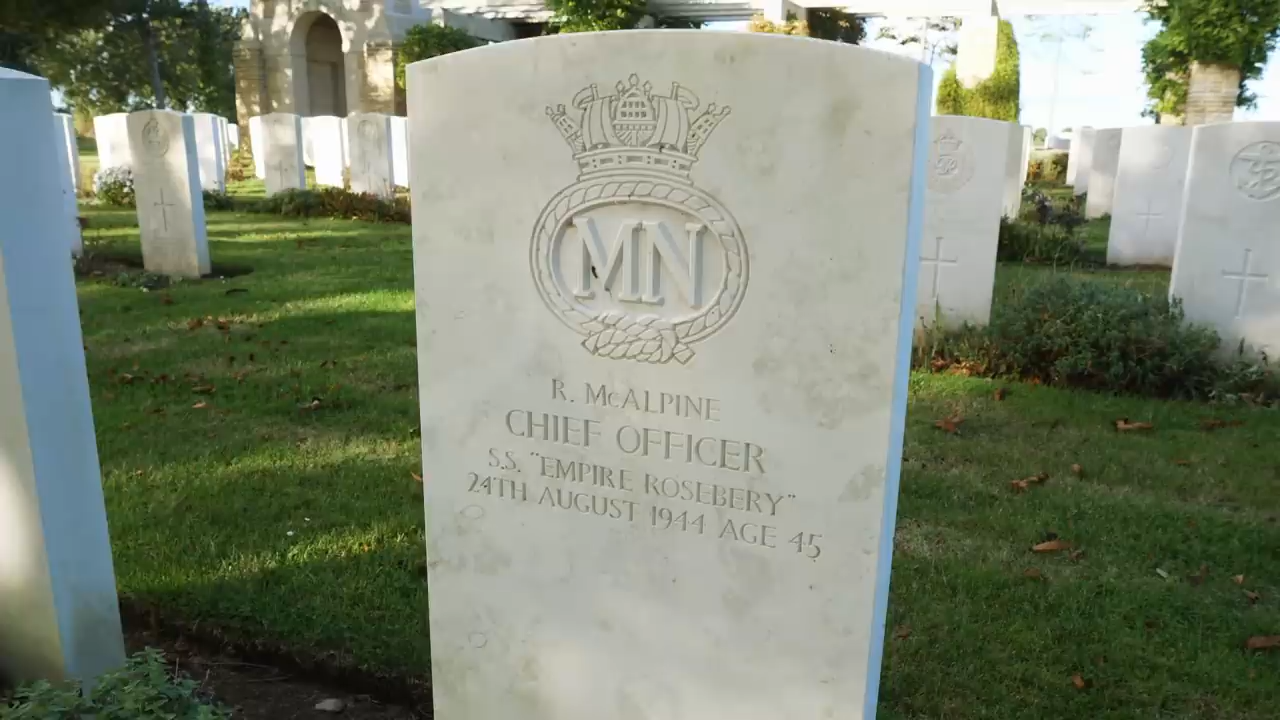 MN
R. McALPINE
CHIEF OFFICER
S.S. "EMPIRE ROSEBERY"
24TH AUGUST 1944 AGE 45